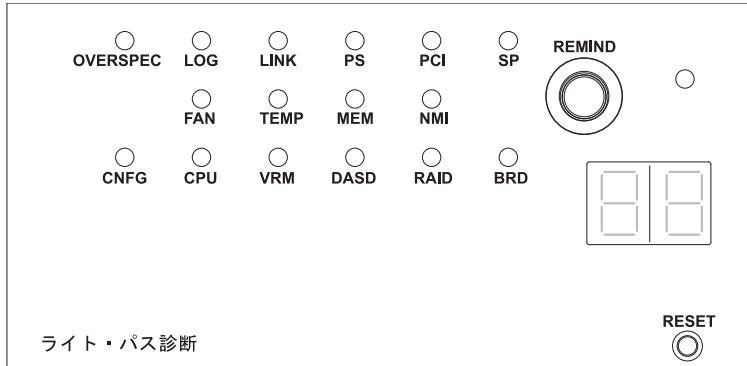 OVERSPEC LOG LINK PS PCI SP REMIND
FAN TEMP MEM NMI
CNFG CPU VRM DASD RAID BRD
RESET
ライト・パス診断